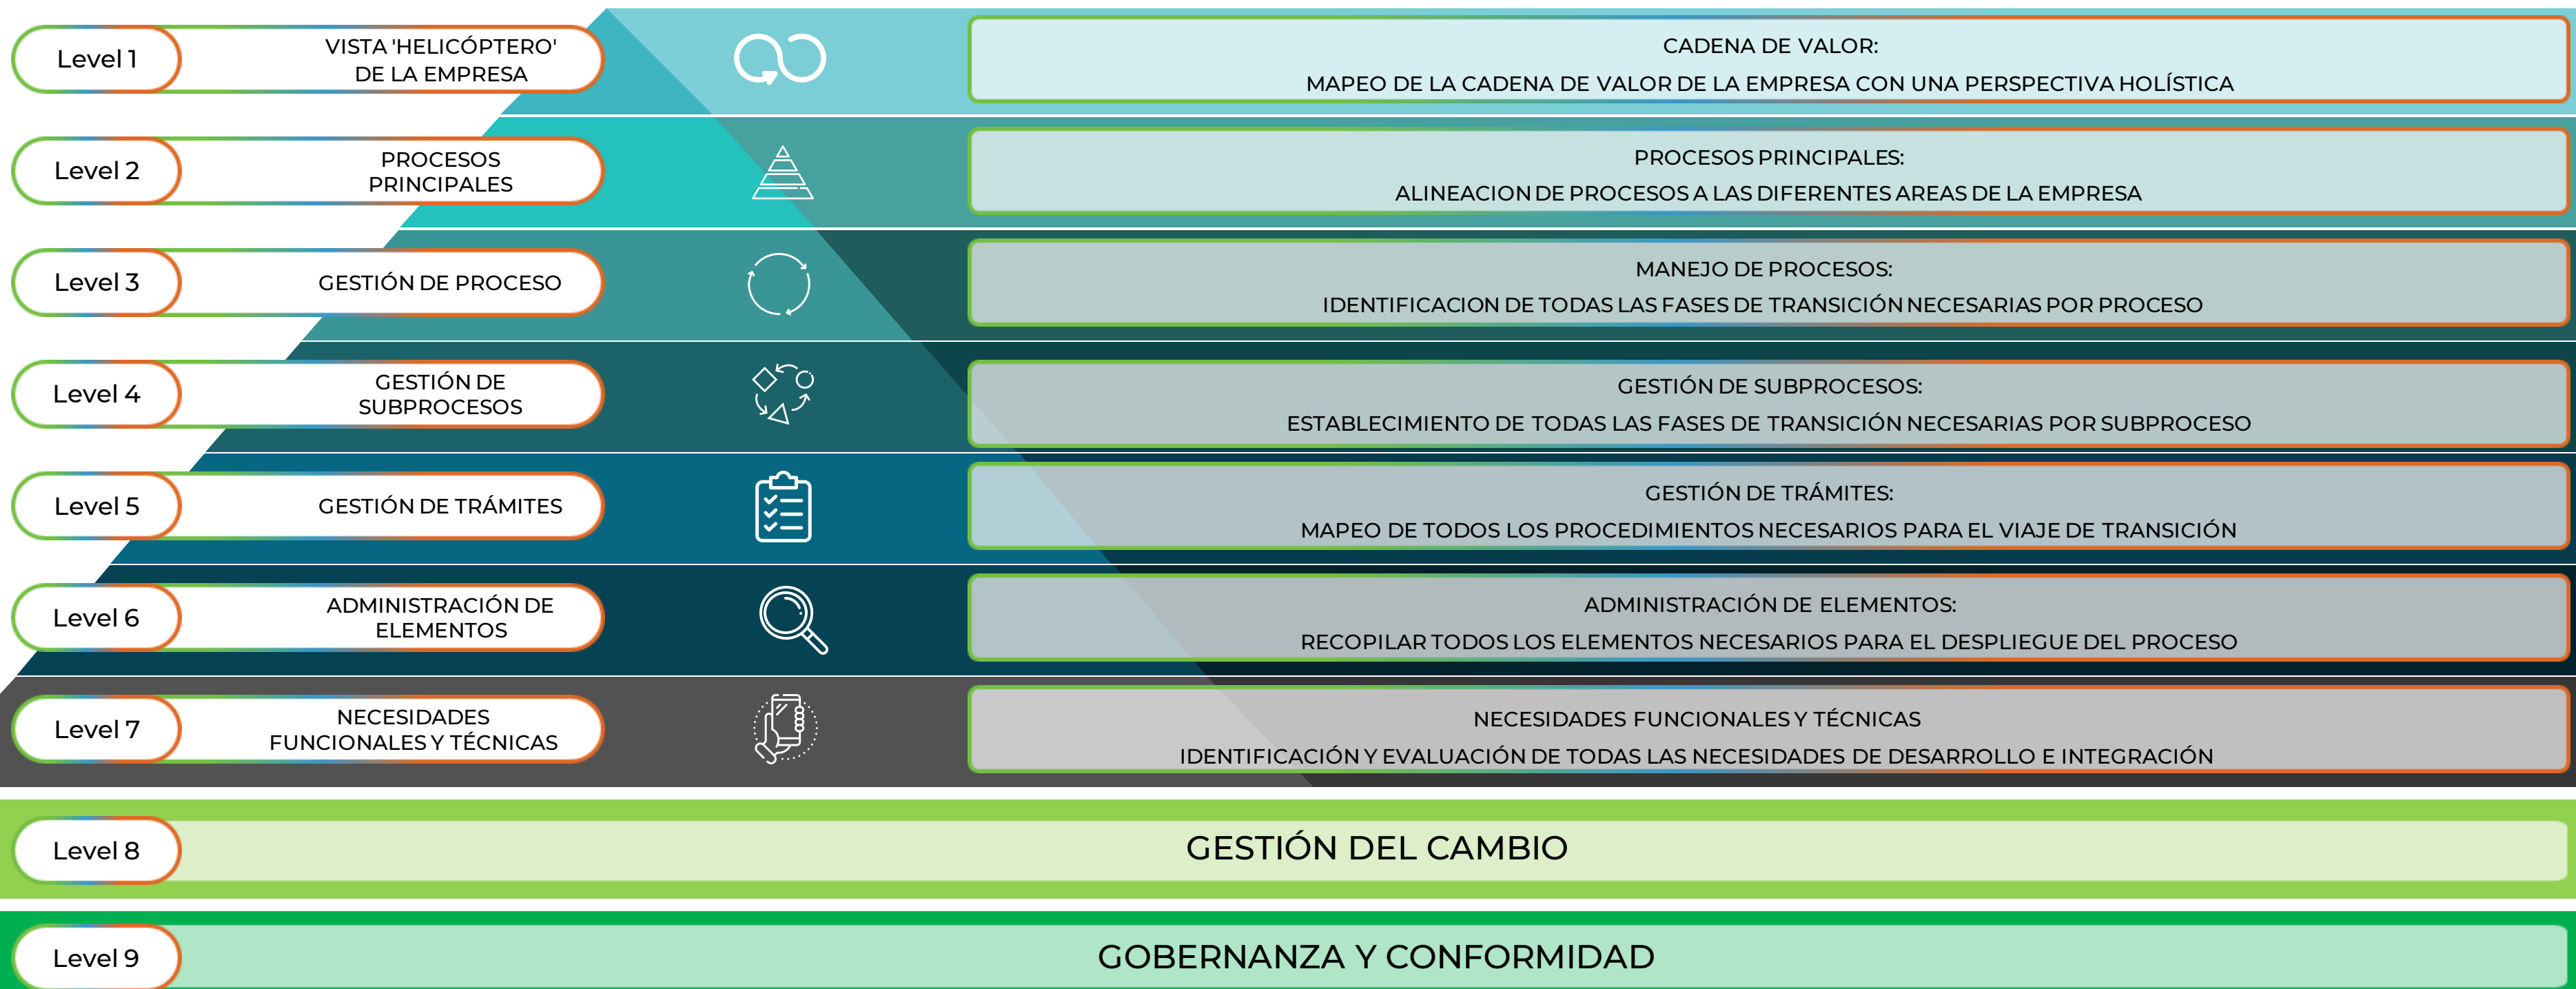 Level 1
VISTA 'HELICÓPTERO'
DE LA EMPRESA
CADENA DE VALOR:
MAPEO DE LA CADENA DE VALOR DE LA EMPRESA CON UNA PERSPECTIVA HOLÍSTICA
Level 2
PROCESOS
PRINCIPALES
PROCESOS PRINCIPALES:
ALINEACION DE PROCESOS A LAS DIFERENTES AREAS DE LA EMPRESA
Level 3
GESTIÓN DE PROCESO
MANEJO DE PROCESOS:
IDENTIFICACION DE TODAS LAS FASES DE TRANSICIÓN NECESARIAS POR PROCESO
Level 4
GESTIÓN DE
SUBPROCESOS
GESTIÓN DE SUBPROCESOS:
ESTABLECIMIENTO DE TODAS LAS FASES DE TRANSICIÓN NECESARIAS POR SUBPROCESO
Level 5
GESTIÓN DE TRÁMITES
GESTIÓN DE TRÁMITES:
MAPEO DE TODOS LOS PROCEDIMIENTOS NECESARIOS PARA EL VIAJE DE TRANSICIÓN
Level 6
ADMINISTRACIÓN DE
ELEMENTOS
ADMINISTRACIÓN DE ELEMENTOS:
RECOPILAR TODOS LOS ELEMENTOS NECESARIOS PARA EL DESPLIEGUE DEL PROCESO
Level 7
NECESIDADES
FUNCIONALES Y TÉCNICAS
NECESIDADES FUNCIONALES Y TÉCNICAS
IDENTIFICACIÓN Y EVALUACIÓN DE TODAS LAS NECESIDADES DE DESARROLLO E INTEGRACIÓN
Level 8
GESTIÓN DEL CAMBIO
Level 9
GOBERNANZA Y CONFORMIDAD